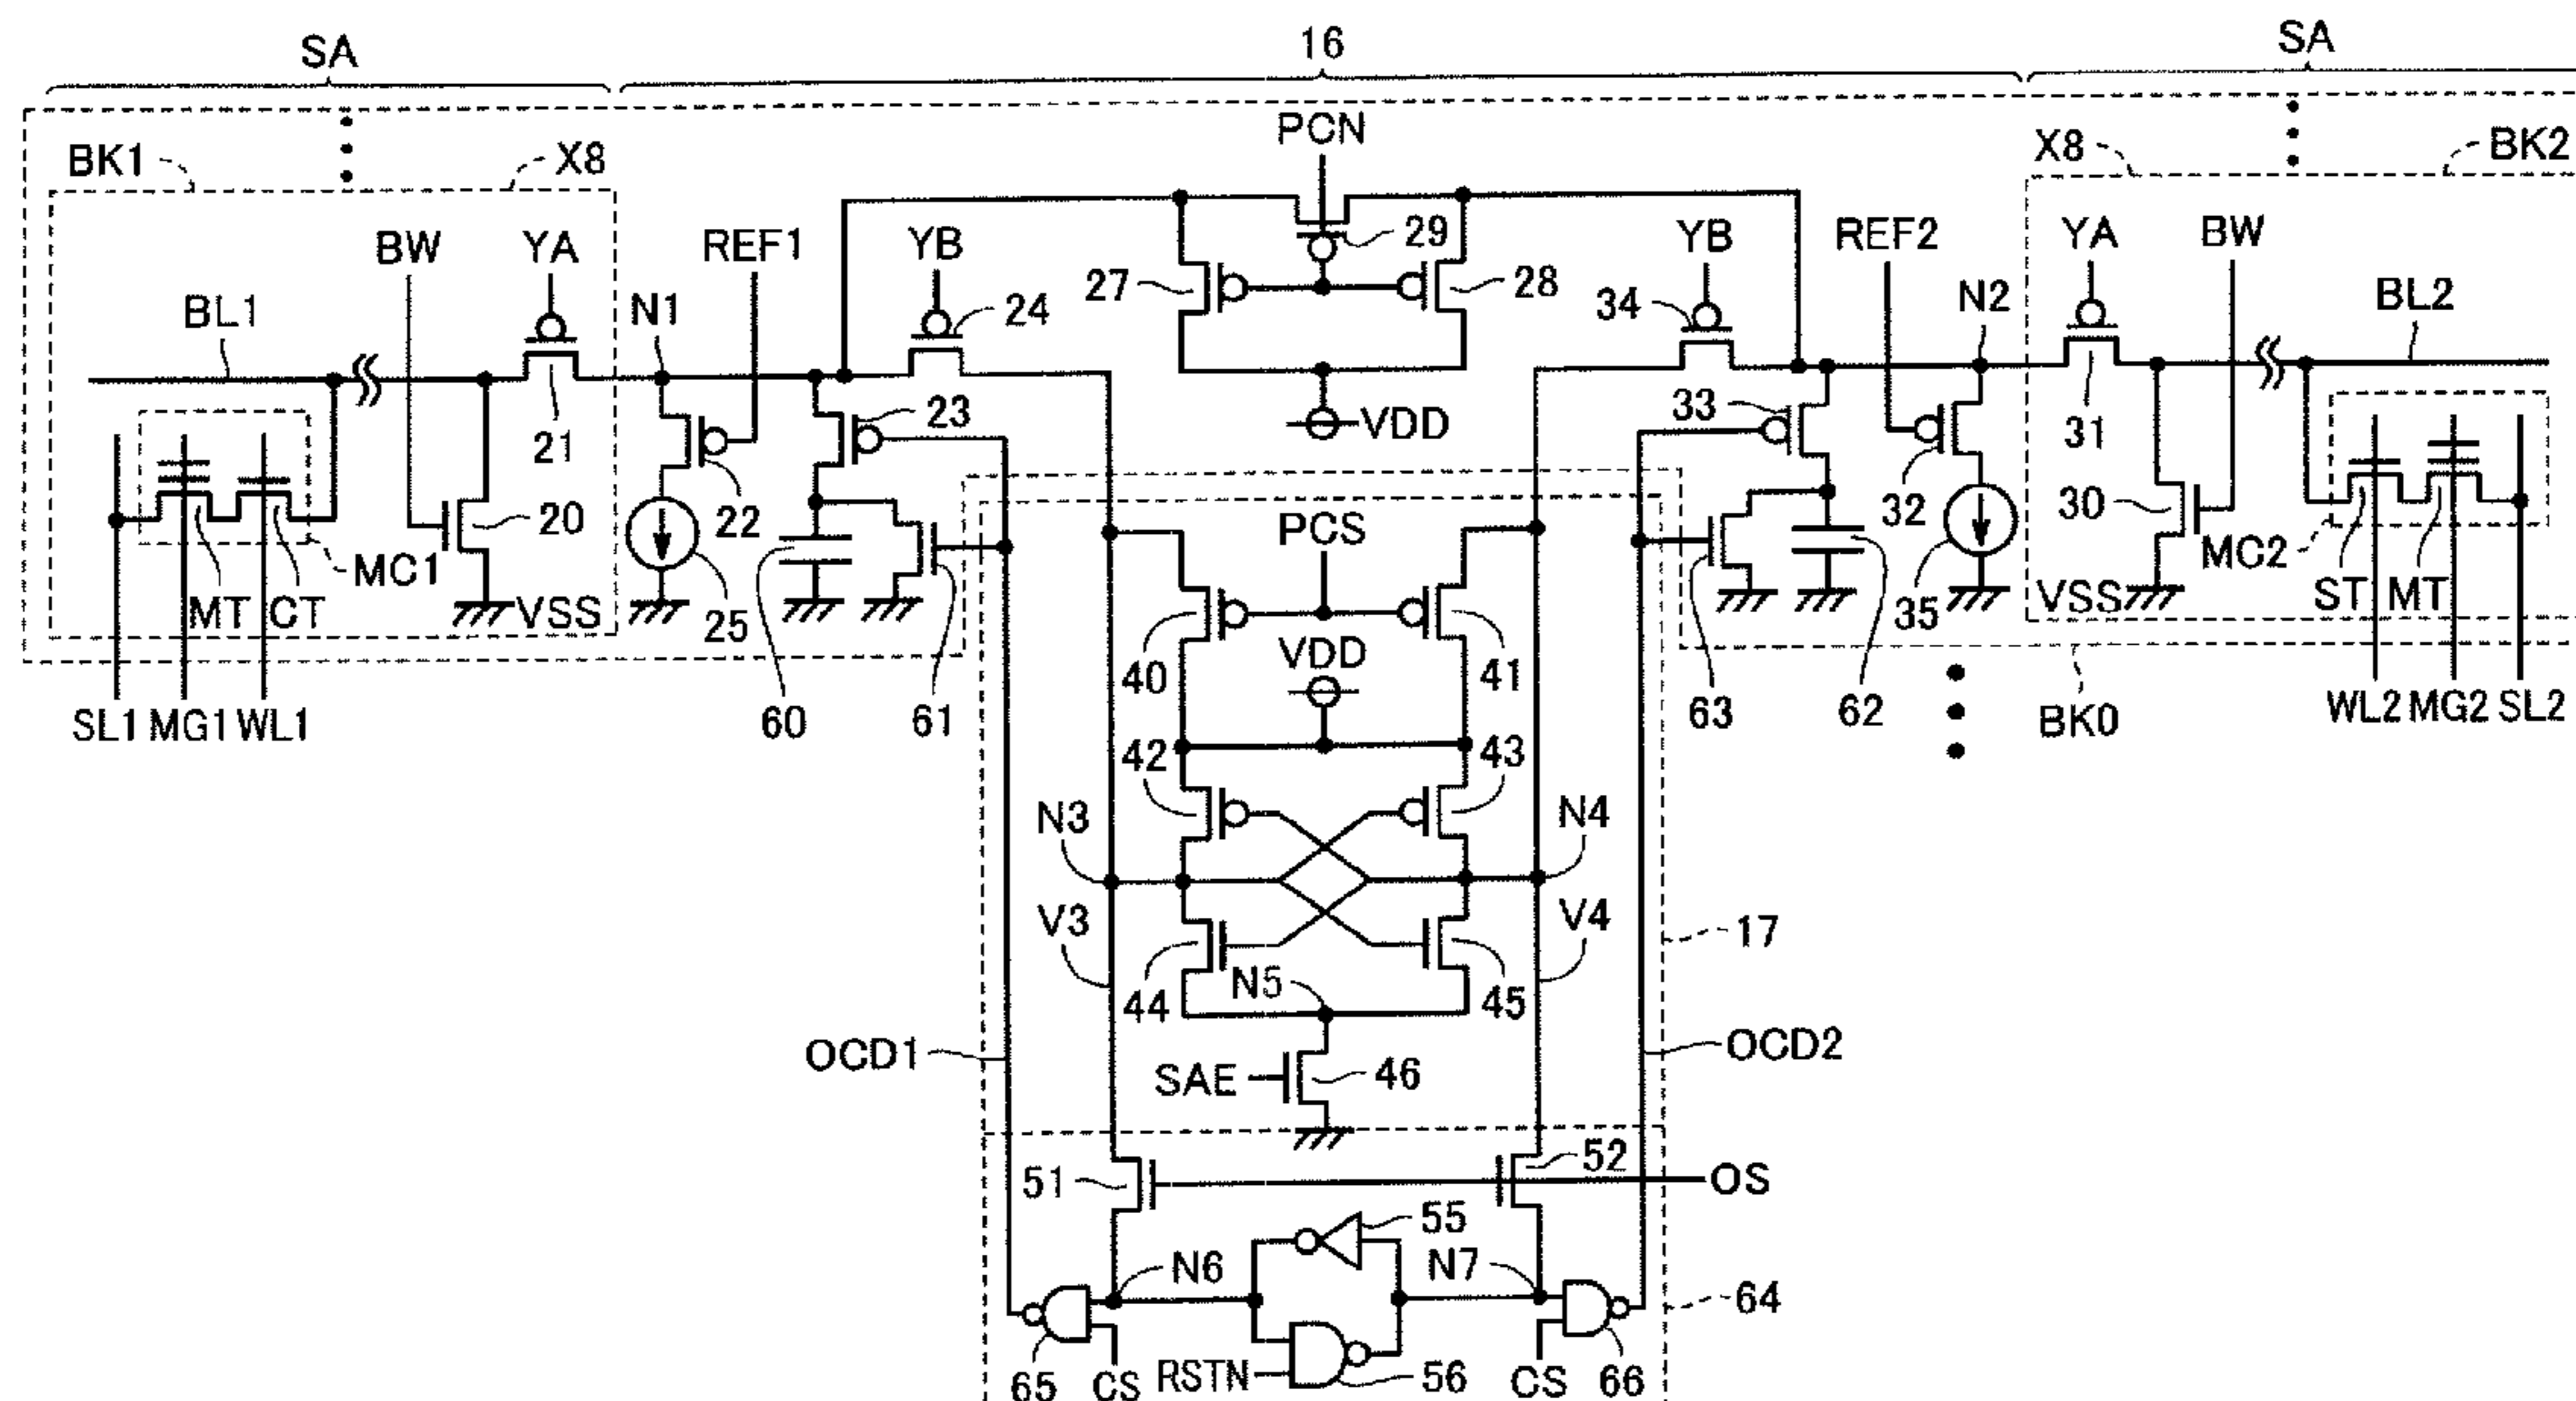 SA 16 SA
PCN
BK1 X8 X8 BK2
BW YA REF1 YB 29 YB REF2 YA BW
27 28
BL1 N1 24 34 N2 BL2
23 VDD 33
21 31
20 22 PCS 32 30
MC1 MC2
MT CT VSS 25 63 35 VSS ST MT
40 VDD 41
60 61 63 62
SL1 MG1 WL1 BK0 WL2 MG2 SL2
42 43
N3 N4
V3 V4 17
44 N5 45
OCD1 OCD2
SAE 46
51 52 OS
55
N6 N7 64
65 CS RSTN 56 CS 66